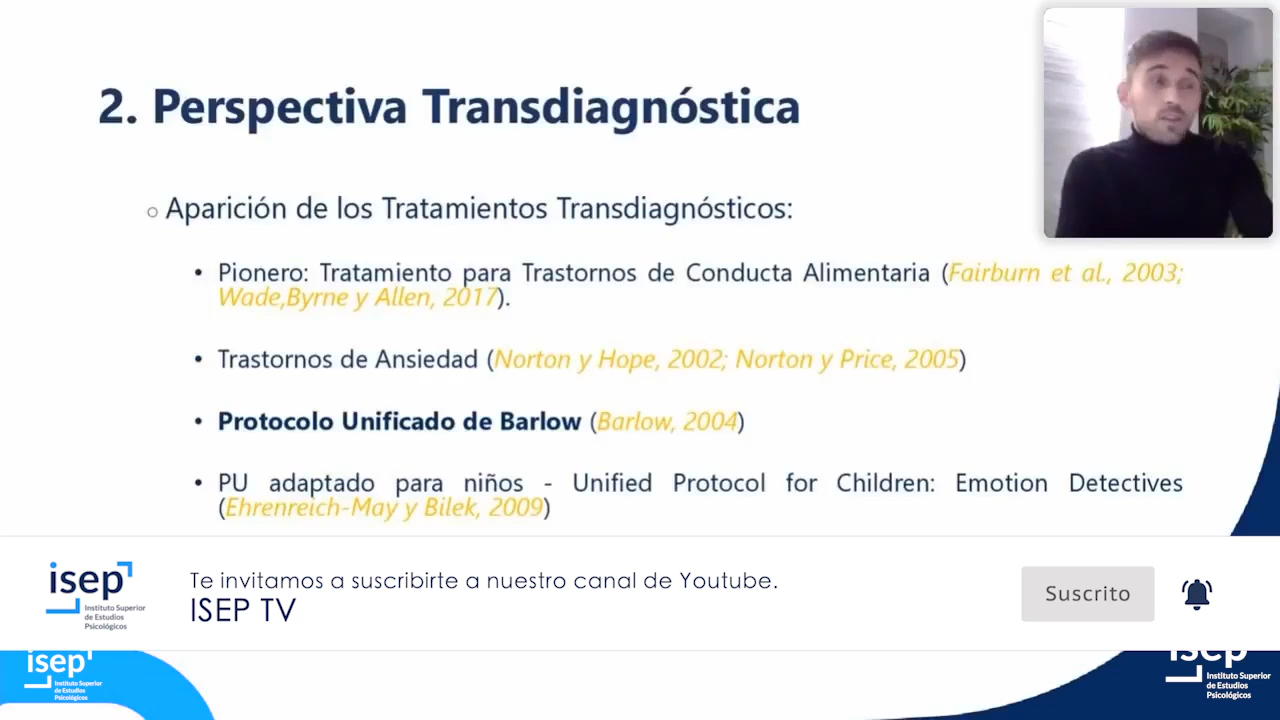 2. Perspectiva Transdiagnóstica
Aparición de los Tratamientos Transdiagnósticos:
Pionero: Tratamiento para Trastornos de Conducta Alimentaria (Fairburn et al., 2003;
Wade,Byrne y Allen, 2017).
Trastornos de Ansiedad (Norton y Hope, 2002; Norton y Price, 2005)
Protocolo Unificado de Barlow (Barlow, 2004)
PU adaptado para niños - Unified Protocol for Children: Emotion Detectives
(Ehrenreich-May y Bilek, 2009)
isep
Instituto Superior
de Estudios
Psicológicos
Te invitamos a suscribirte a nuestro canal de Youtube.
ISEP TV
Suscrito
isep
Instituto Superior
de Estudios
Psicológicos
isep
Instituto Superior
de Estudios
Psicológicos